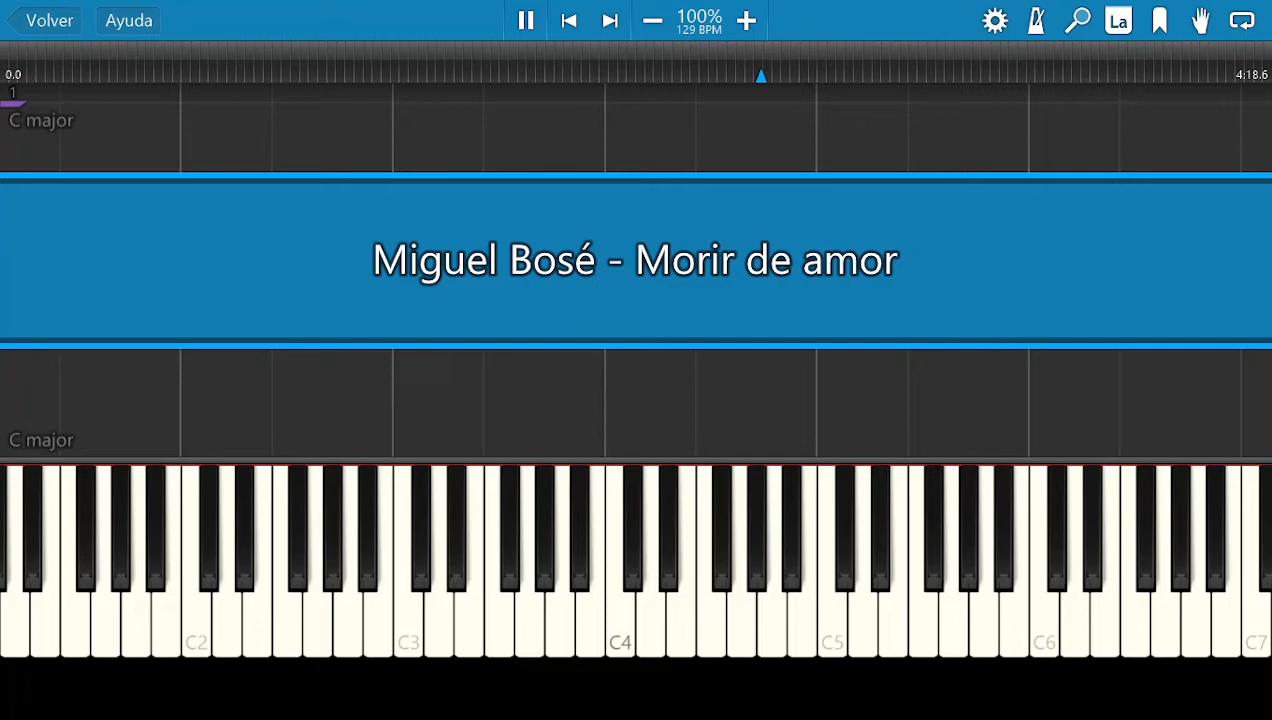 Volver Ayuda 100% La
129 BPM
0.0 4:18.6
1
C major
Miguel Bosé - Morir de amor
C major
C2 C3 C4 C5 C6 C7